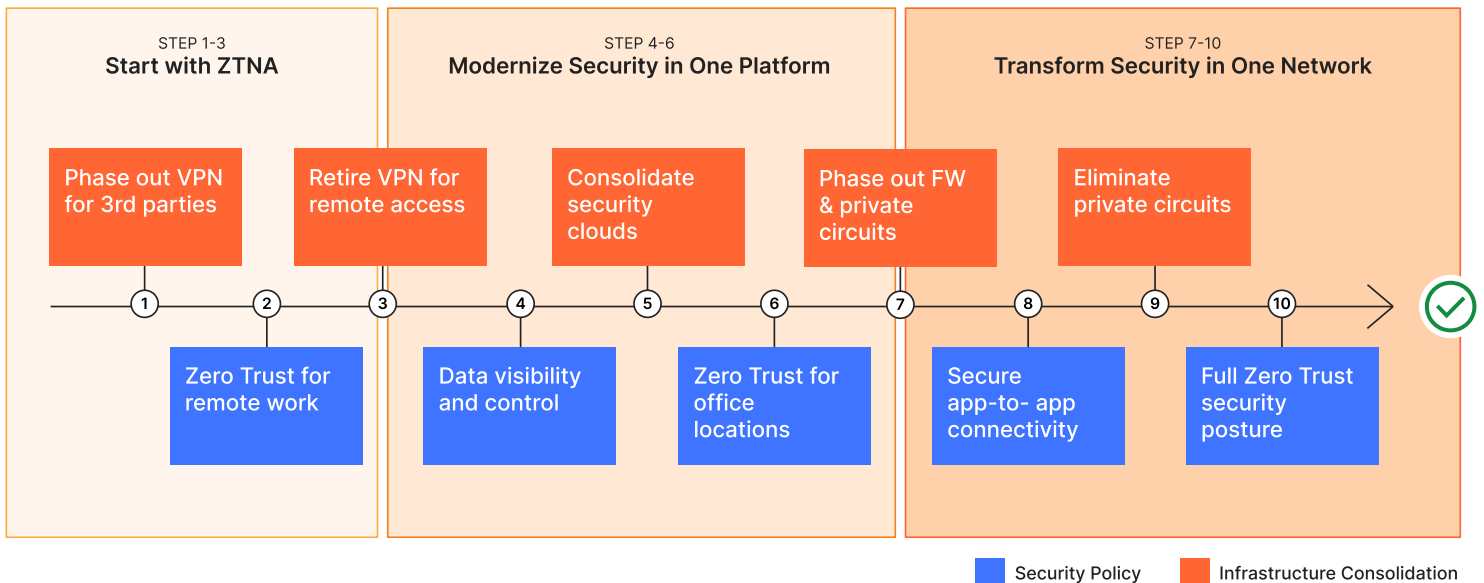 STEP 1-3
Start with ZTNA
STEP 4-6
Modernize Security in One Platform
STEP 7-10
Transform Security in One Network
Phase out VPN
for 3rd parties
Retire VPN for
remote access
Consolidate
security
clouds
Phase out FW
& private
circuits
Eliminate
private circuits
1
2
3
4
5
6
7
8
9
10
Zero Trust for
remote work
Data visibility
and control
Zero Trust for
office
locations
Secure
app-to- app
connectivity
Full Zero Trust
security
posture
Security Policy
Infrastructure Consolidation